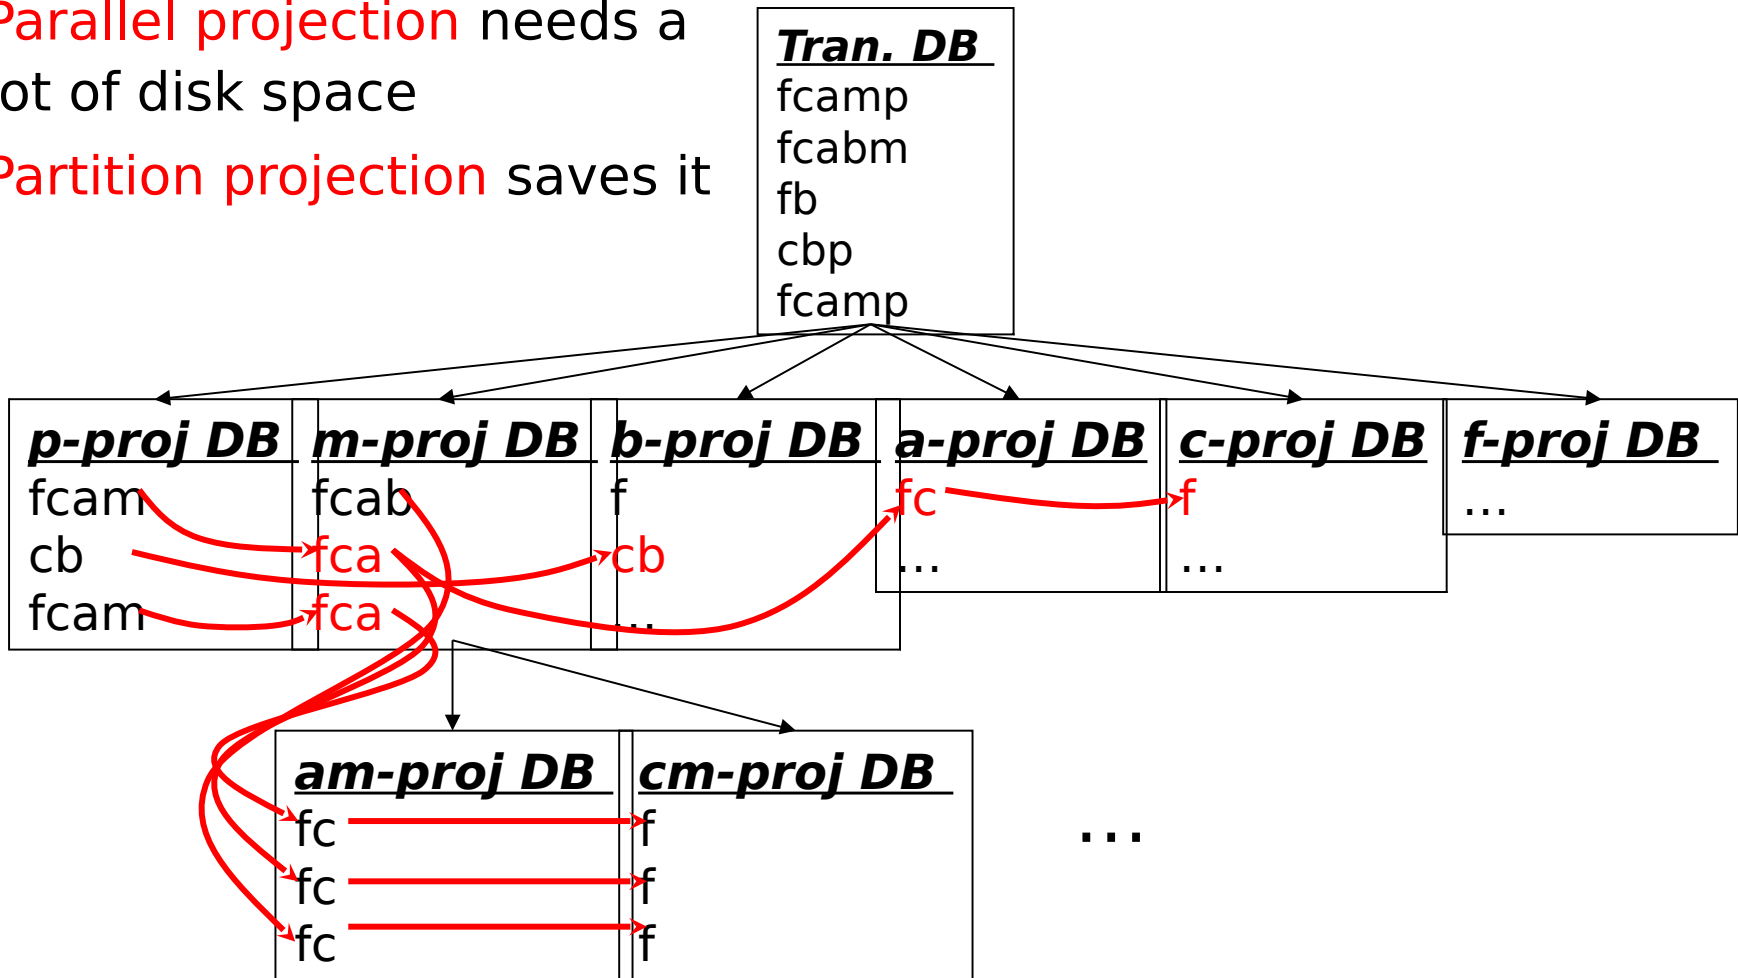 Parallel projection needs a
ot of disk space
Partition projection saves it
Tran. DB
fcamp
fcabm
fb
cbp
fcamp
p-proj DB
fcam
cb
fcam
m-proj DB
fcab
fca
fca
b-proj DB
f
cb
...
a-proj DB
fc
...
c-proj DB
f
...
f-proj DB
...
am-proj DB
fc
fc
fc
cm-proj DB
f
f
f
...